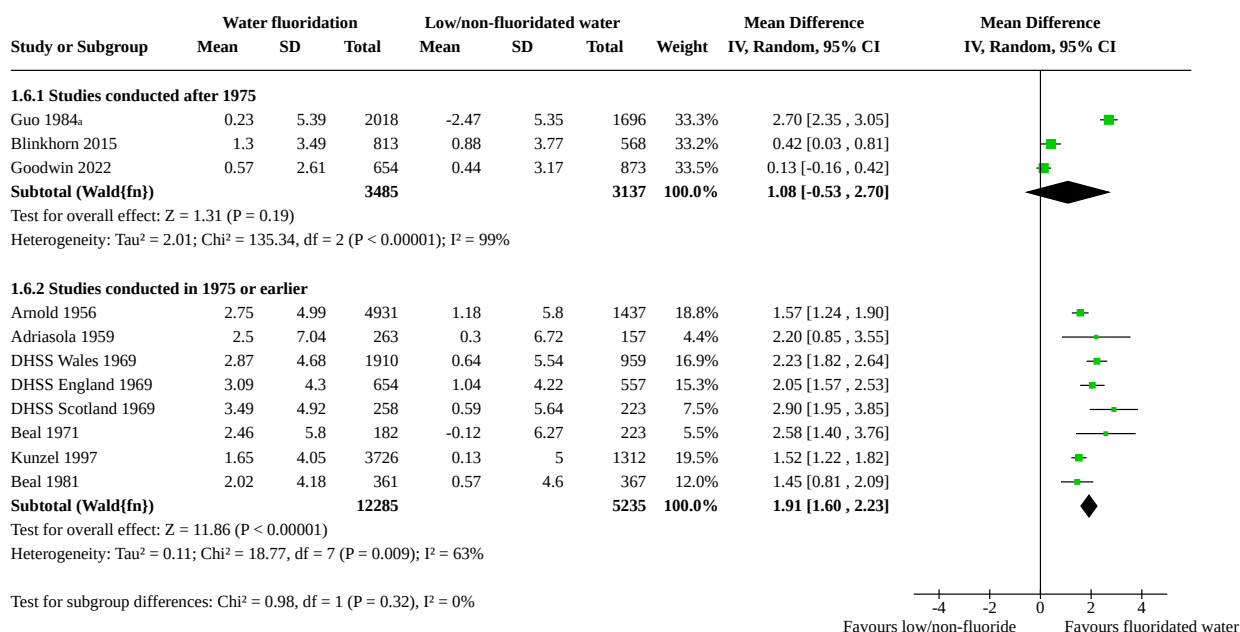 Water fluoridation Low/non-fluoridated water Mean Difference Mean Difference
Study or Subgroup Mean SD Total Mean SD Total Weight IV, Random, 95% CI IV, Random, 95% CI
1.6.1 Studies conducted after 1975
Guo 1984a 0.23 5.39 2018 -2.47 5.35 1696 33.3% 2.70 [2.35 , 3.05]
Blinkhorn 2015 1.3 3.49 813 0.88 3.77 568 33.2% 0.42 [0.03 , 0.81]
Goodwin 2022 0.57 2.61 654 0.44 3.17 873 33.5% 0.13 [-0.16 , 0.42]
Subtotal (Wald{fn}) 3485 3137 100.0% 1.08 [-0.53 , 2.70]
Test for overall effect: Z = 1.31 (P = 0.19)
Heterogeneity: Tau² = 2.01; Chi² = 135.34, df = 2 (P < 0.00001); I² = 99%
1.6.2 Studies conducted in 1975 or earlier
Arnold 1956 2.75 4.99 4931 1.18 5.8 1437 18.8% 1.57 [1.24 , 1.90]
Adriasola 1959 2.5 7.04 263 0.3 6.72 157 4.4% 2.20 [0.85 , 3.55]
DHSS Wales 1969 2.87 4.68 1910 0.64 5.54 959 16.9% 2.23 [1.82 , 2.64]
DHSS England 1969 3.09 4.3 654 1.04 4.22 557 15.3% 2.05 [1.57 , 2.53]
DHSS Scotland 1969 3.49 4.92 258 0.59 5.64 223 7.5% 2.90 [1.95 , 3.85]
Beal 1971 2.46 5.8 182 -0.12 6.27 223 5.5% 2.58 [1.40 , 3.76]
Kunzel 1997 1.65 4.05 3726 0.13 5 1312 19.5% 1.52 [1.22 , 1.82]
Beal 1981 2.02 4.18 361 0.57 4.6 367 12.0% 1.45 [0.81 , 2.09]
Subtotal (Wald{fn}) 12285 5235 100.0% 1.91 [1.60 , 2.23]
Test for overall effect: Z = 11.86 (P < 0.00001)
Heterogeneity: Tau² = 0.11; Chi² = 18.77, df = 7 (P = 0.009); I² = 63%
Test for subgroup differences: Chi² = 0.98, df = 1 (P = 0.32), I² = 0%
-4 -2 0 2 4
Favours low/non-fluoride Favours fluoridated water